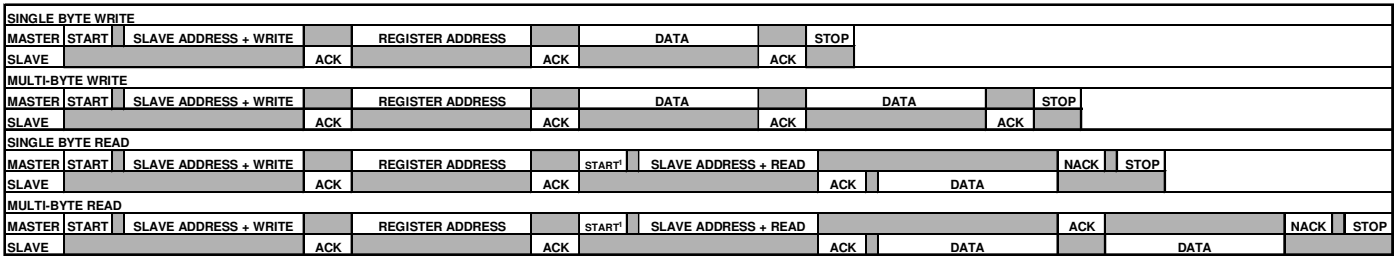 SINGLE BYTE WRITE
MASTER START SLAVE ADDRESS + WRITE REGISTER ADDRESS DATA STOP
SLAVE ACK ACK ACK
MULTI-BYTE WRITE
MASTER START SLAVE ADDRESS + WRITE REGISTER ADDRESS DATA DATA STOP
SLAVE ACK ACK ACK ACK
SINGLE BYTE READ
MASTER START SLAVE ADDRESS + WRITE REGISTER ADDRESS START¹ SLAVE ADDRESS + READ NACK STOP
SLAVE ACK ACK ACK DATA
MULTI-BYTE READ
MASTER START SLAVE ADDRESS + WRITE REGISTER ADDRESS START¹ SLAVE ADDRESS + READ ACK NACK STOP
SLAVE ACK ACK ACK DATA DATA